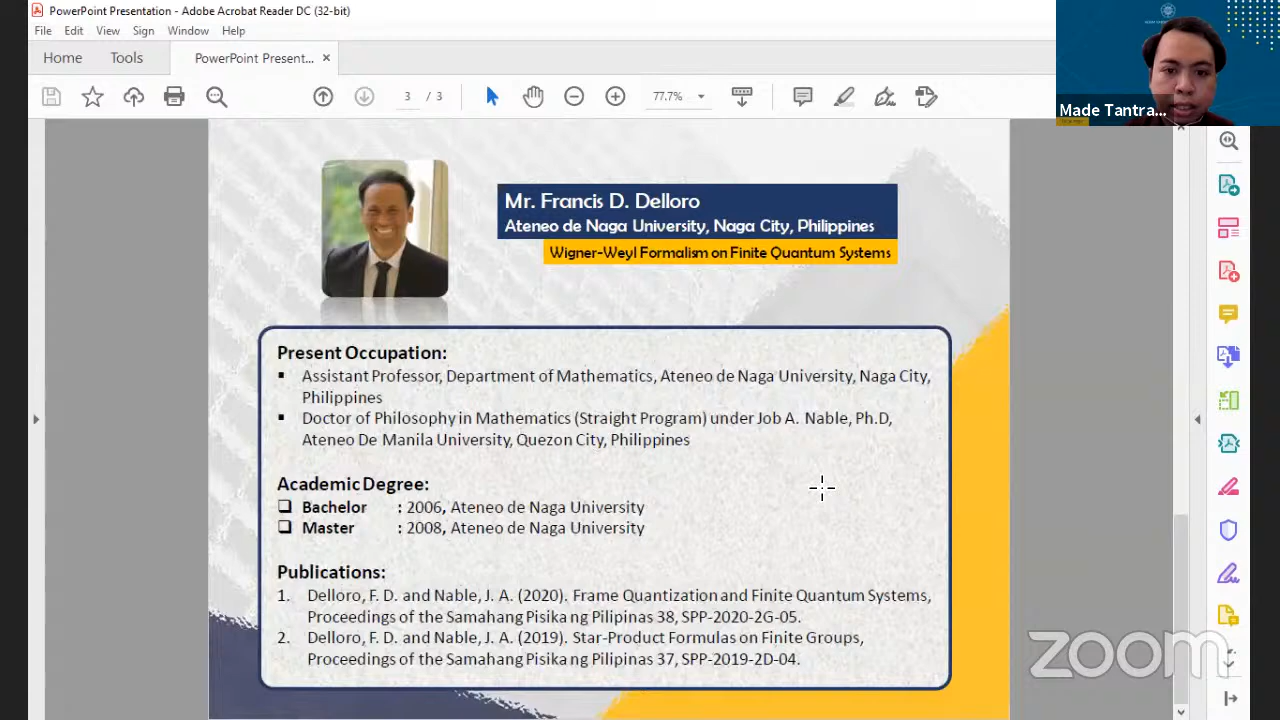 PowerPoint Presentation - Adobe Acrobat Reader DC (32-bit)
File Edit View Sign Window Help
Home Tools PowerPoint Present... ×
3 / 3 77.7%
Made Tantra...
Mr. Francis D. Delloro
Ateneo de Naga University, Naga City, Philippines
Wigner-Weyl Formalism on Finite Quantum Systems
Present Occupation:
▪ Assistant Professor, Department of Mathematics, Ateneo de Naga University, Naga City,
Philippines
▪ Doctor of Philosophy in Mathematics (Straight Program) under Job A. Nable, Ph.D,
Ateneo De Manila University, Quezon City, Philippines
Academic Degree:
❑ Bachelor : 2006, Ateneo de Naga University
❑ Master : 2008, Ateneo de Naga University
Publications:
1. Delloro, F. D. and Nable, J. A. (2020). Frame Quantization and Finite Quantum Systems,
Proceedings of the Samahang Pisika ng Pilipinas 38, SPP-2020-2G-05.
2. Delloro, F. D. and Nable, J. A. (2019). Star-Product Formulas on Finite Groups,
Proceedings of the Samahang Pisika ng Pilipinas 37, SPP-2019-2D-04.
zoom